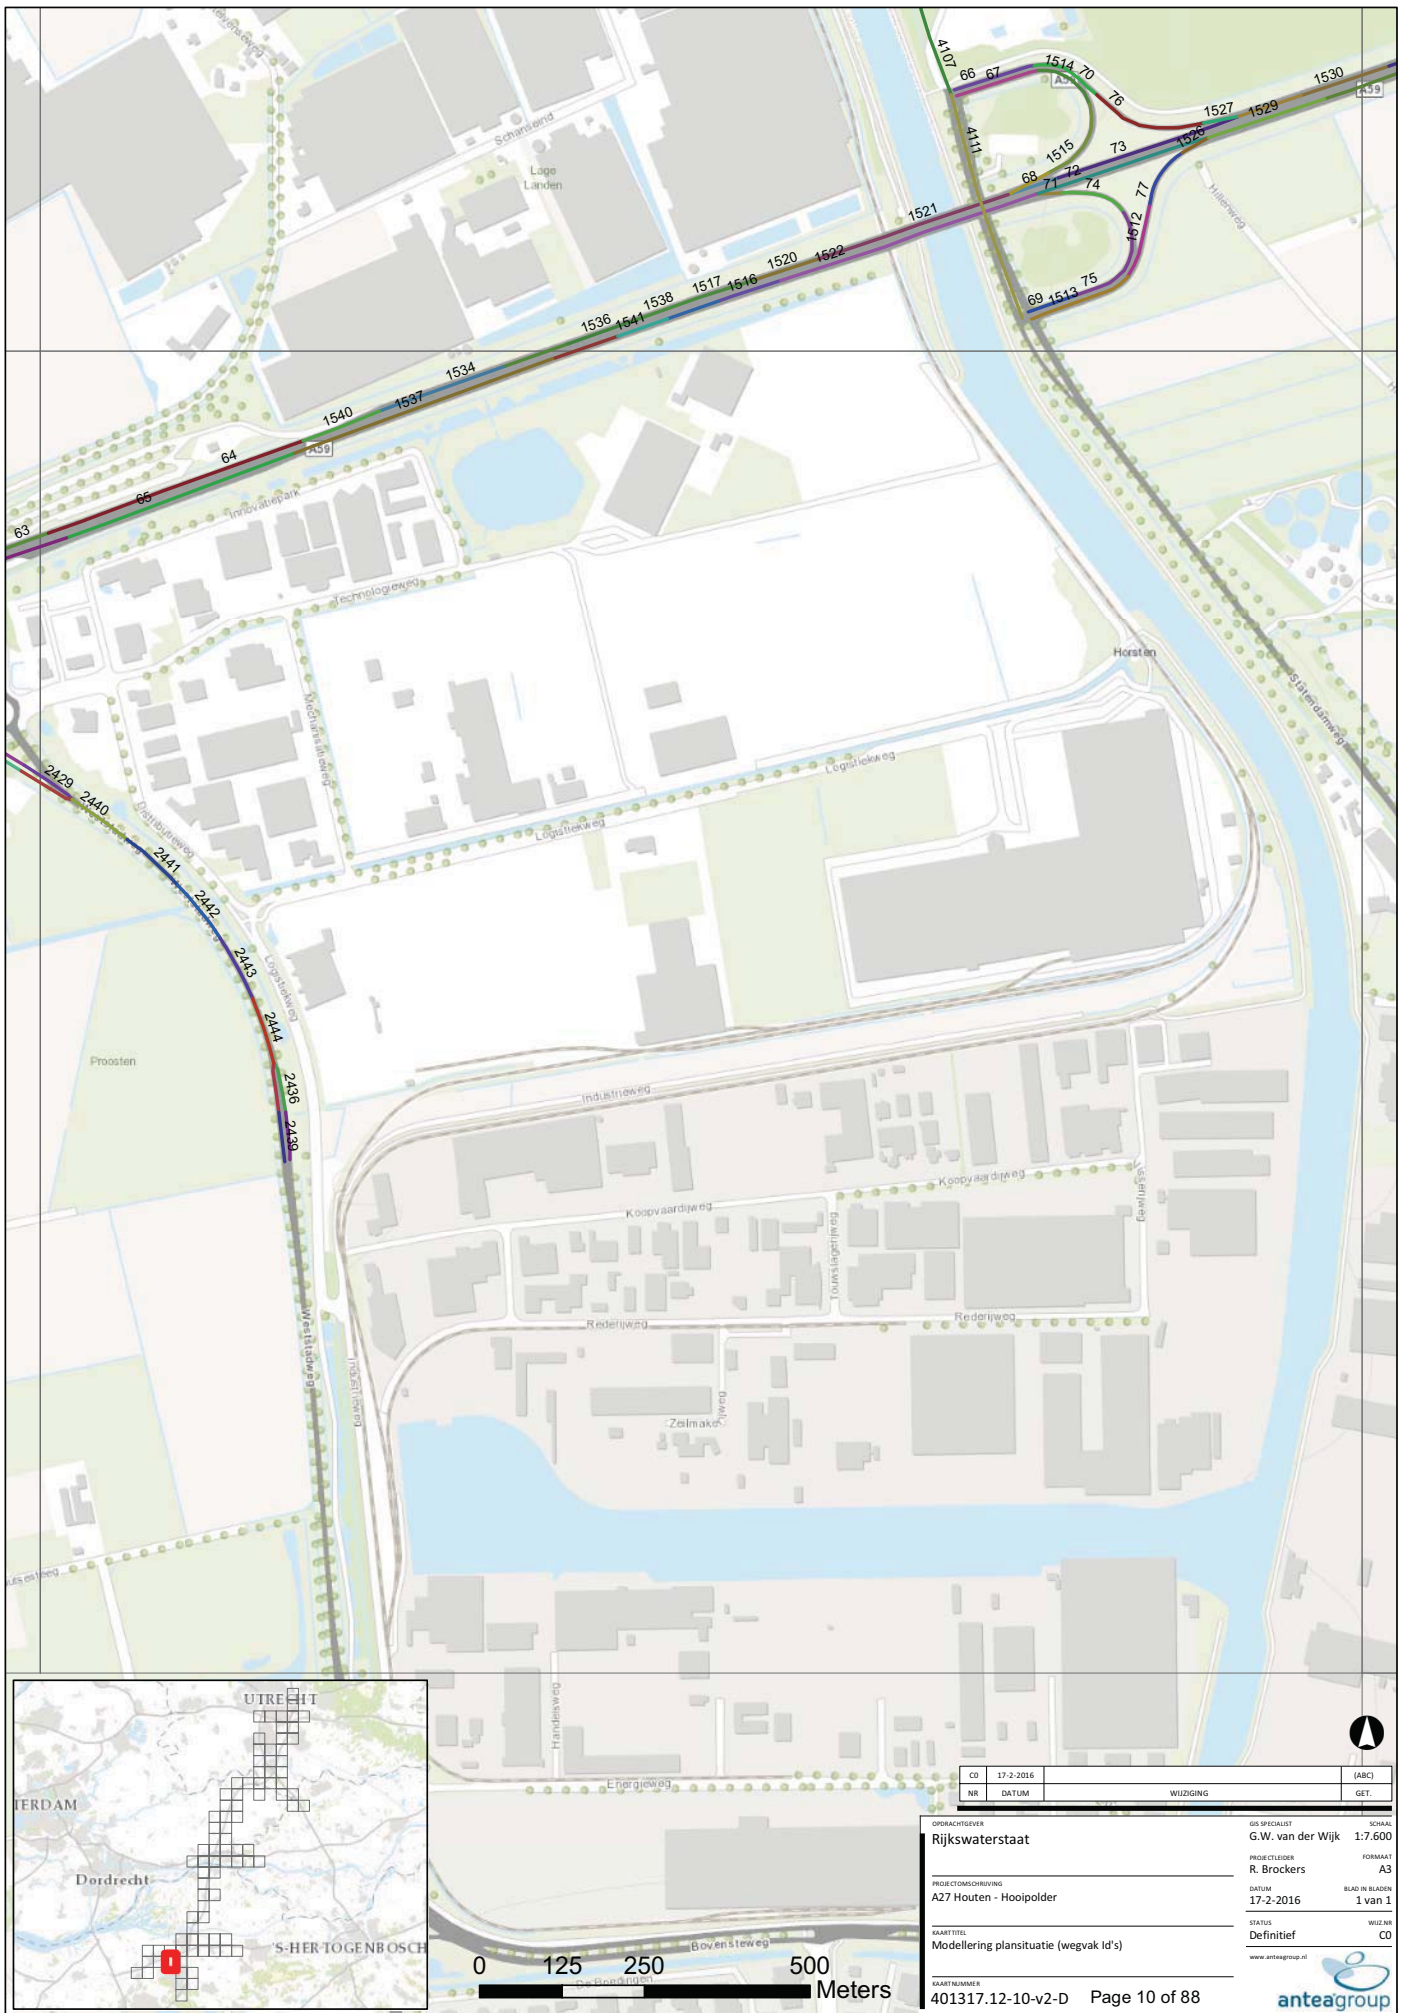 4107
66
67
1514
70
A59
76
1527
1530
A59
1529
1526
4111
1515
73
72
68
71
74
77
1512
Hillenweg
69
1513
75
Schanseind
Lage
Landen
1521
1522
1520
1516
1517
1538
1541
1536
1534
1537
1540
A59
64
65
63
Innovatiepark
Technologieweg
Mechanisatieweg
Horsten
Statendamweg
Logistiekweg
Logistiekweg
2429
2440
Distributieweg
2441
2442
2443
Logistiekweg
2444
2436
2439
Proosten
Industrieweg
Koopvaardijweg
Koopvaardijweg
Touwslagerijweg
Rederijweg
Rederijweg
Weststadweg
Industrieweg
Zeilmake
Handelsweg
Energieweg
Bovensteweg
UTRECHT
TERDAM
Dordrecht
'S-HERTOGENBOSCH
0 125 250 500
Meters
C0 17-2-2016 (ABC)
NR DATUM WIJZIGING GET.
OPDRACHTGEVER
Rijkswaterstaat
GIS SPECIALIST SCHAAL
G.W. van der Wijk 1:7.600
PROJECTLEIDER FORMAAT
R. Brockers A3
PROJECTOMSCHRIJVING
A27 Houten - Hooipolder
DATUM BLAD IN BLADEN
17-2-2016 1 van 1
STATUS WIJZ.NR
Definitief C0
KAARTTITEL
Modellering plansituatie (wegvak Id's)
www.anteagroup.nl
KAARTNUMMER
401317.12-10-v2-D Page 10 of 88
anteagroup